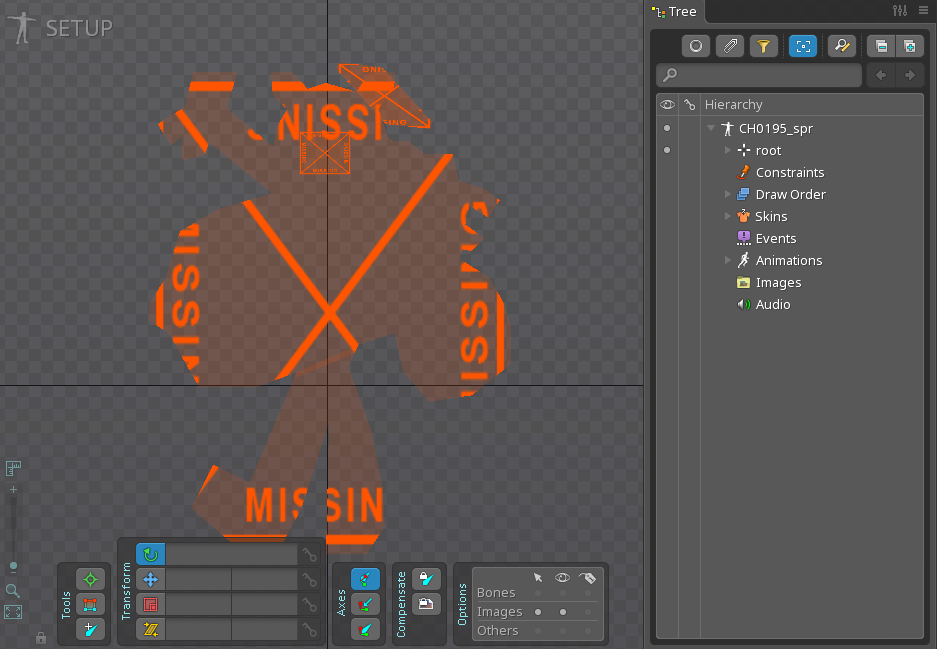 SETUP
Tree
Hierarchy
CH0195_spr
root
Constraints
Draw Order
Skins
Events
Animations
Images
Audio
NISSI
MISSIN
Tools
Transform
Axes
Compensate
Options
Bones
Images
Others